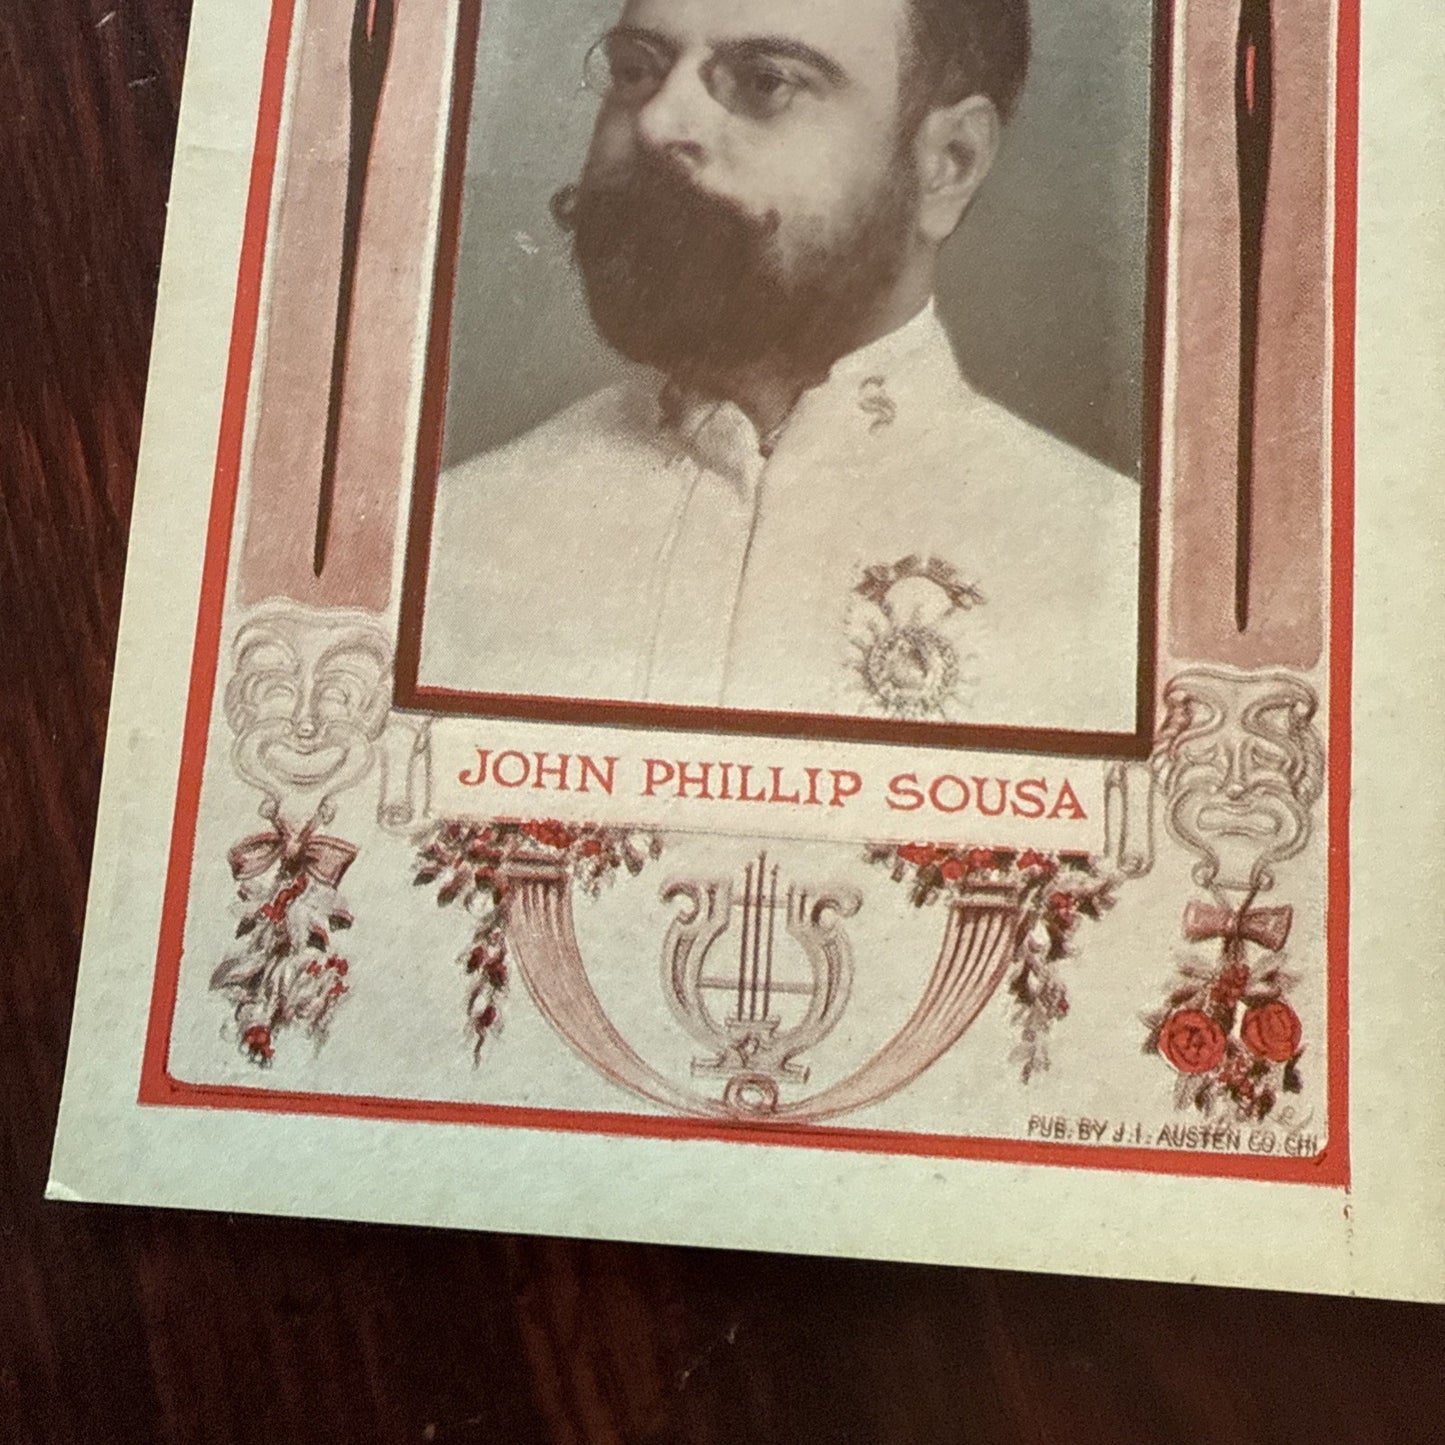 JOHN PHILLIP SOUSA
PUB. BY J. I. AUSTEN CO. CHI.